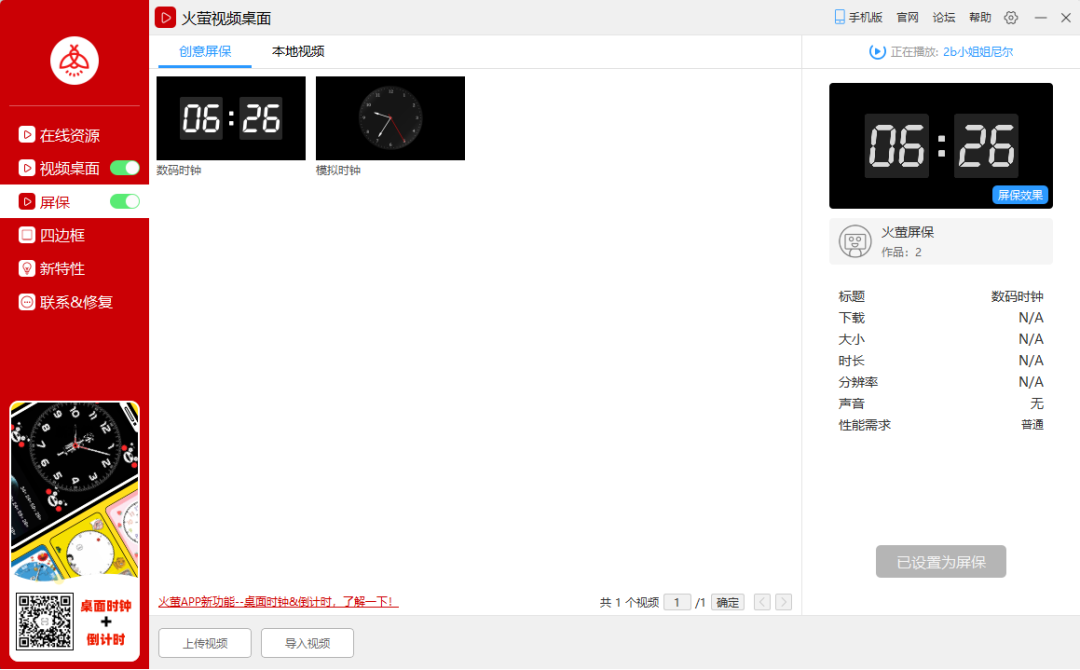 火萤视频桌面
手机版 官网 论坛 帮助
在线资源
视频桌面
屏保
四边框
新特性
联系&修复
桌面时钟
+
倒计时
创意屏保 本地视频
06:26
数码时钟
模拟时钟
火萤APP新功能--桌面时钟&倒计时，了解一下！
共 1 个视频 1 /1 确定
上传视频 导入视频
正在播放: 2b小姐姐尼尔
06:26
屏保效果
火萤屏保
作品：2
标题 数码时钟
下载 N/A
大小 N/A
时长 N/A
分辨率 N/A
声音 无
性能需求 普通
已设置为屏保